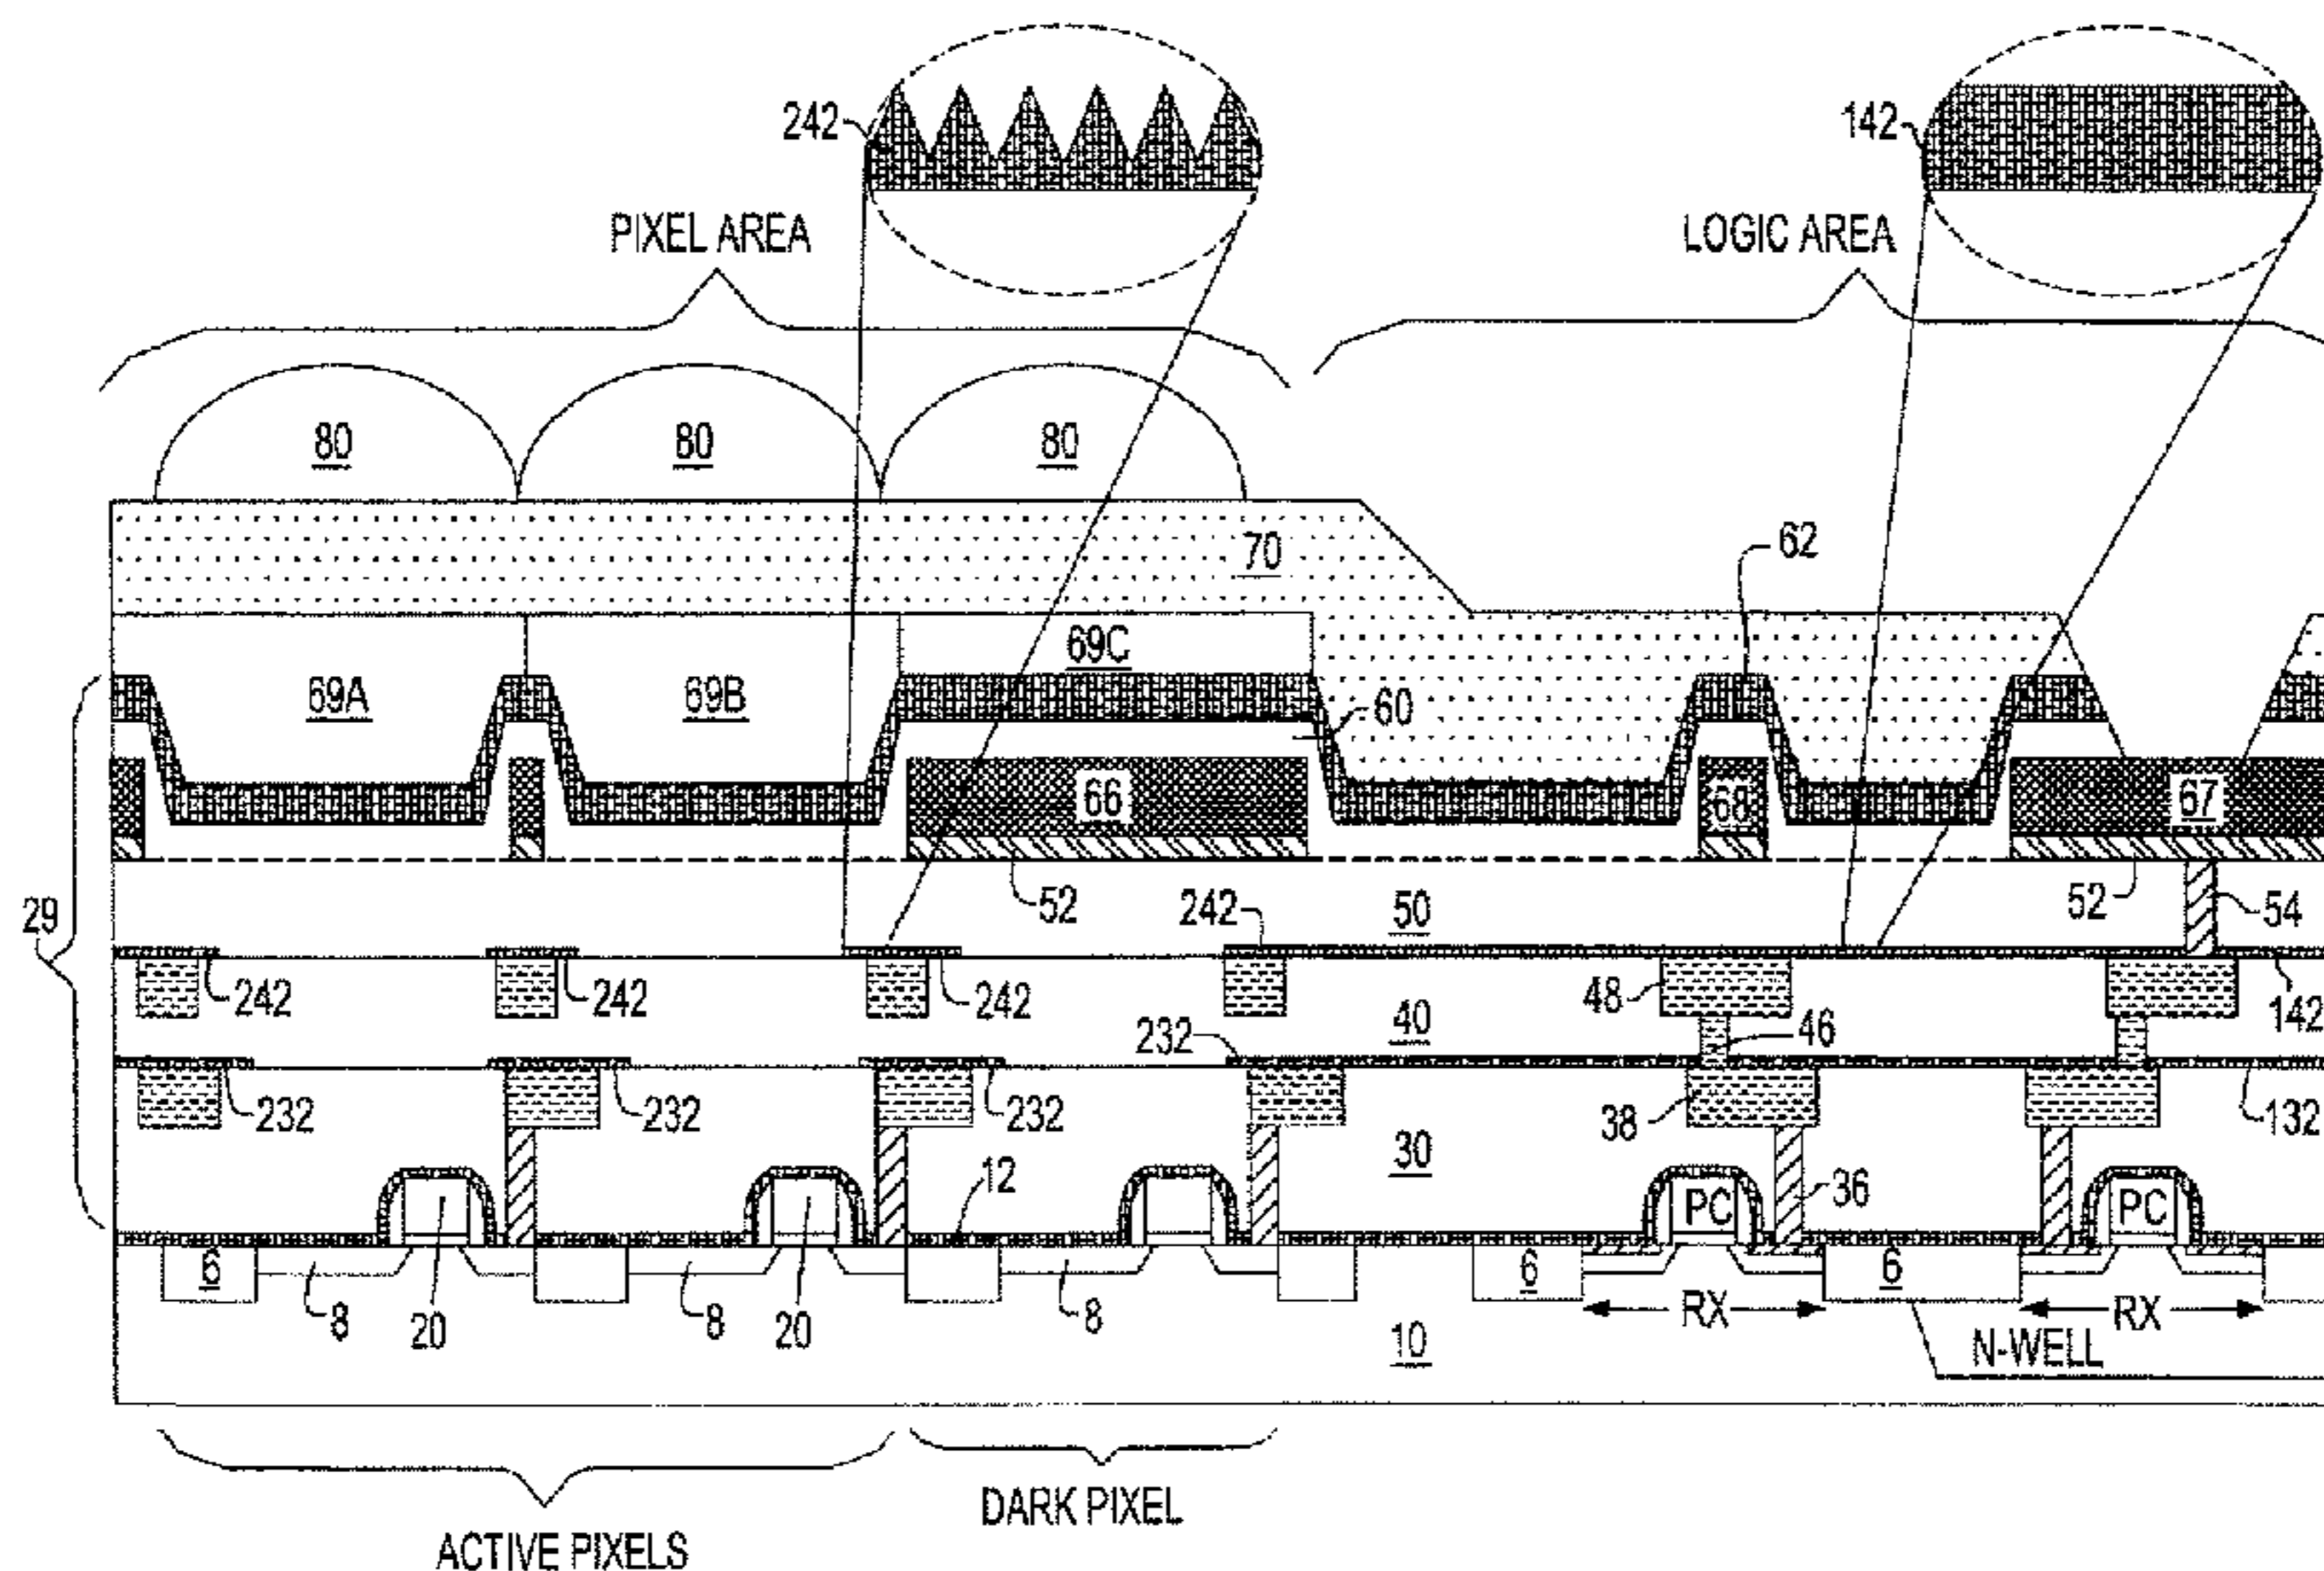 242
142
PIXEL AREA
LOGIC AREA
80 80 80
70
62
69A 69B 69C
60
66 68 67
52 242 50 52 54
29
242 242 242 48 40 46 142
232
232 232 232 38 132
12 30 36
PC PC
6 6 6
8 20 8 20 8 RX RX
10 N-WELL
DARK PIXEL
ACTIVE PIXELS